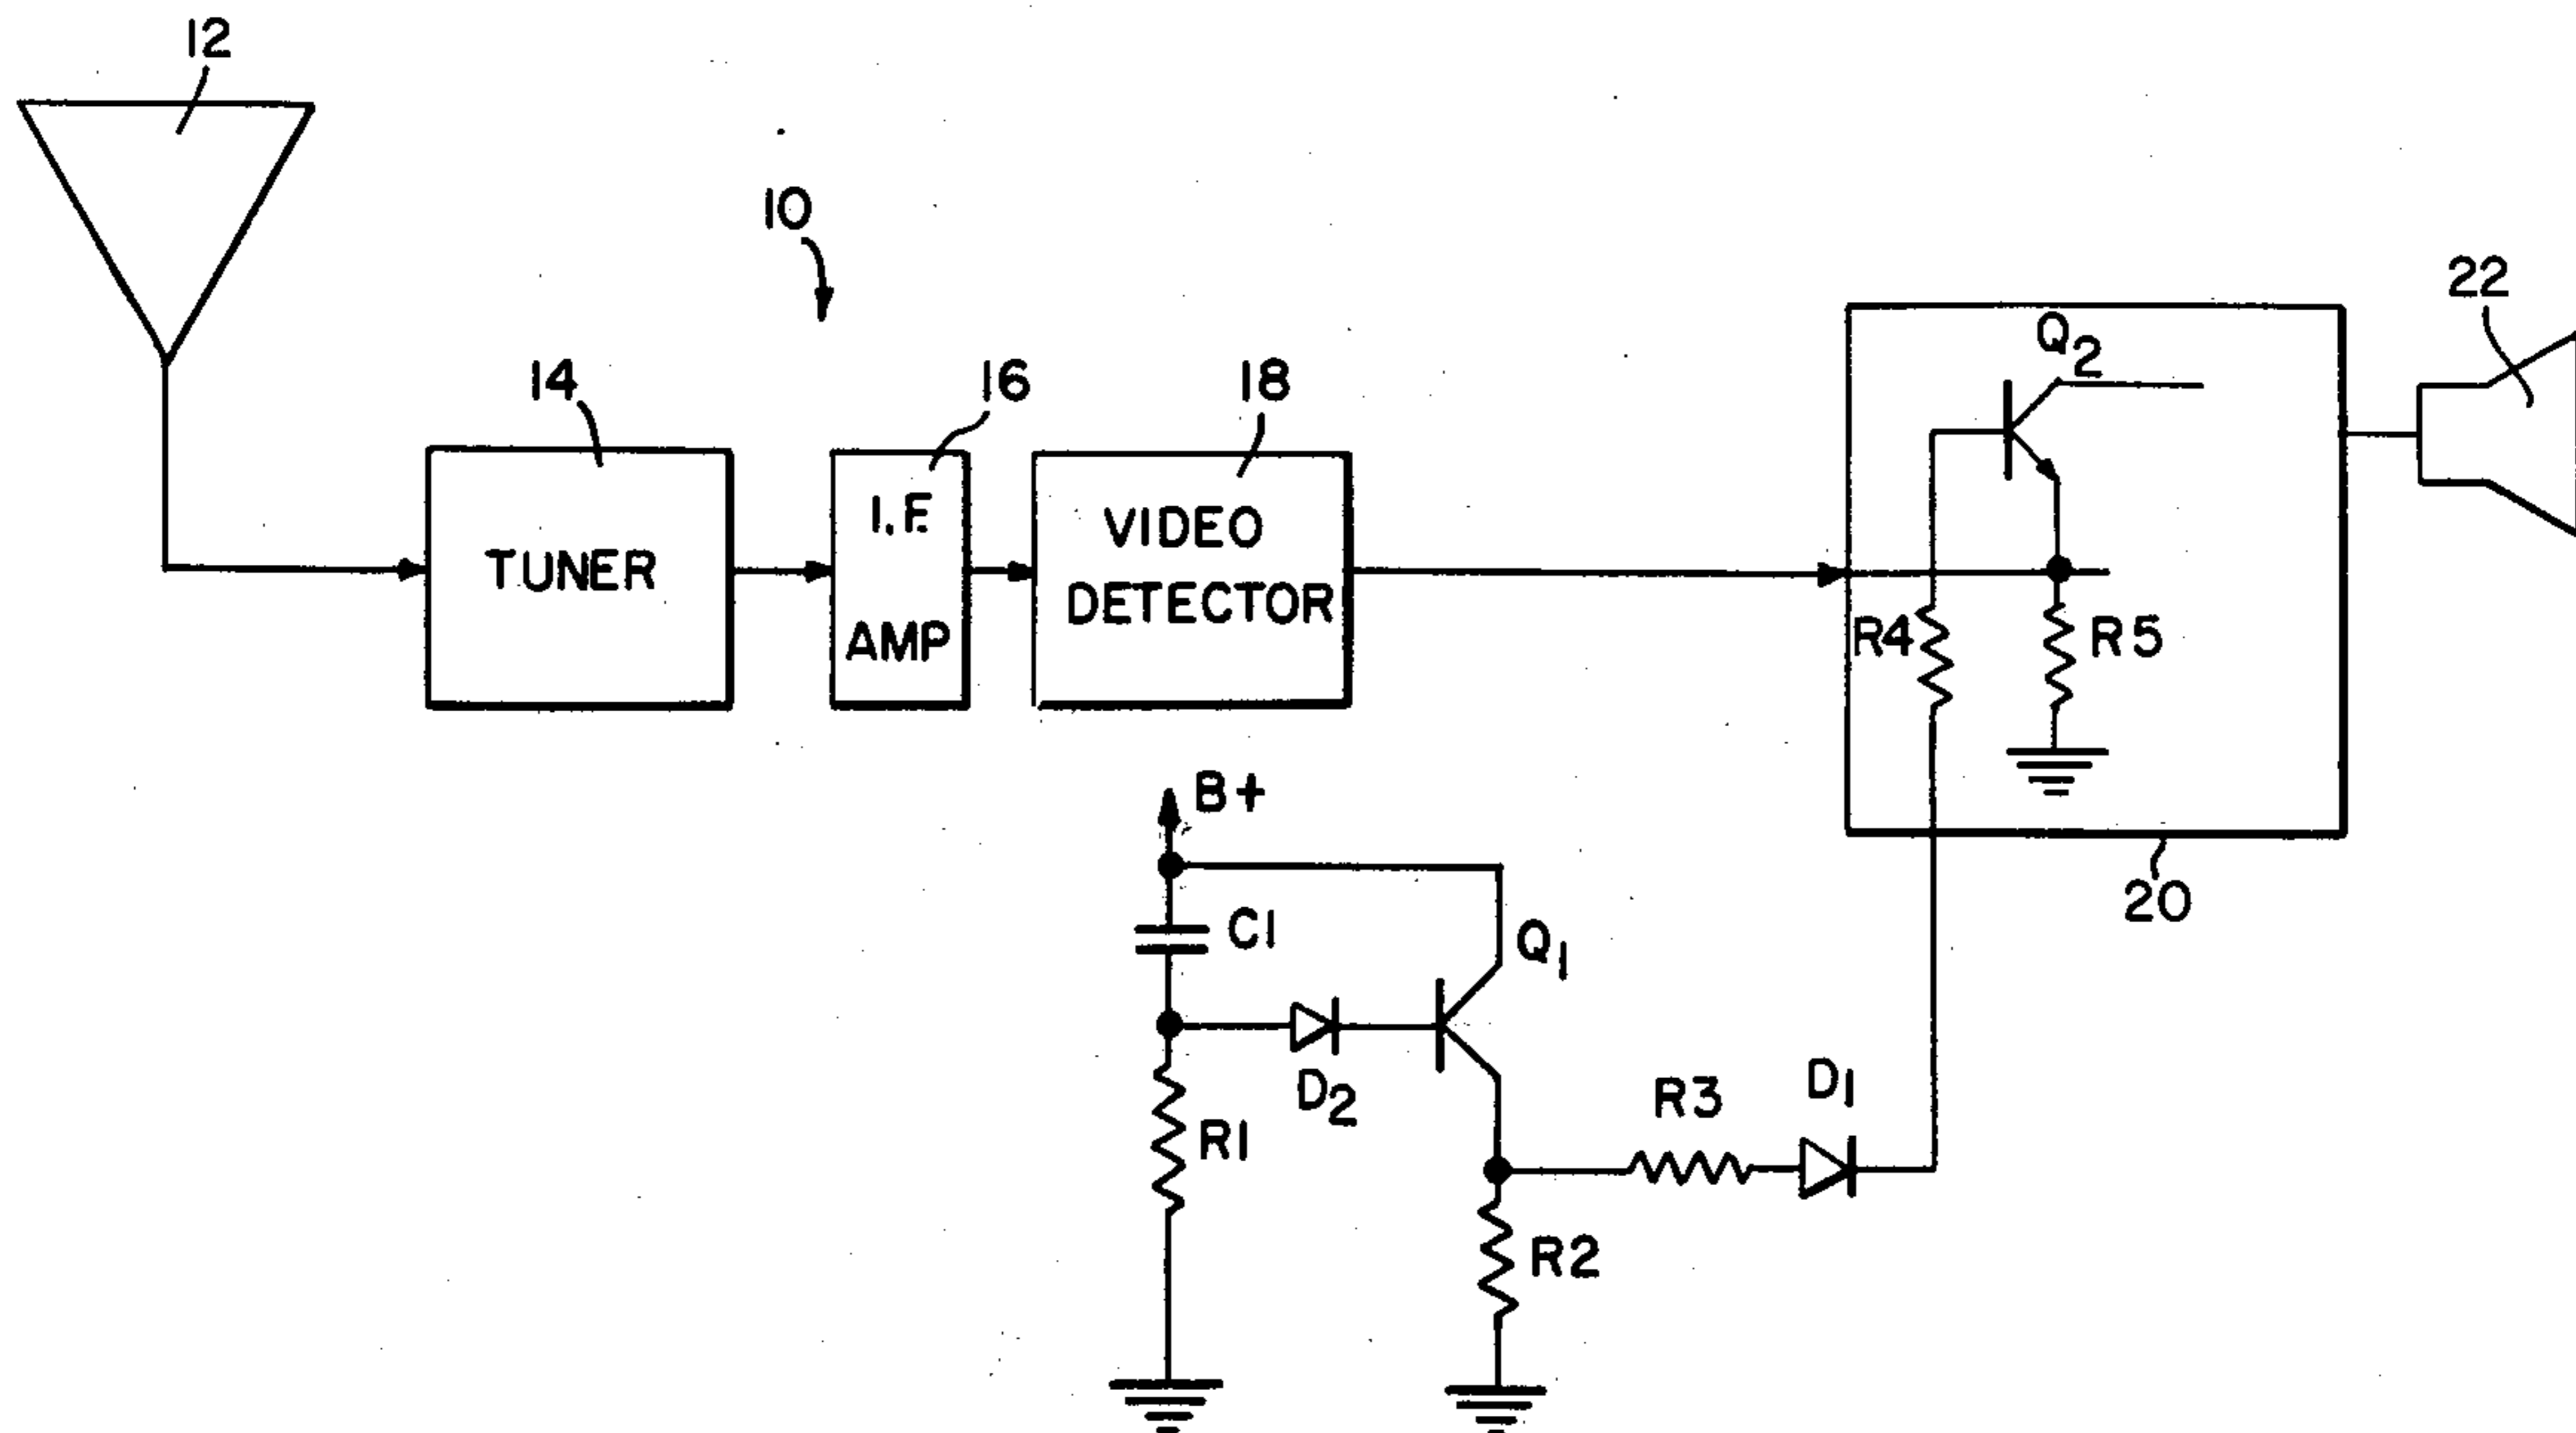 12
10
22
Q2
14
16
18
I.F.
AMP
VIDEO
DETECTOR
TUNER
R4
R5
B+
20
C1
Q1
D2
R3
D1
R1
R2